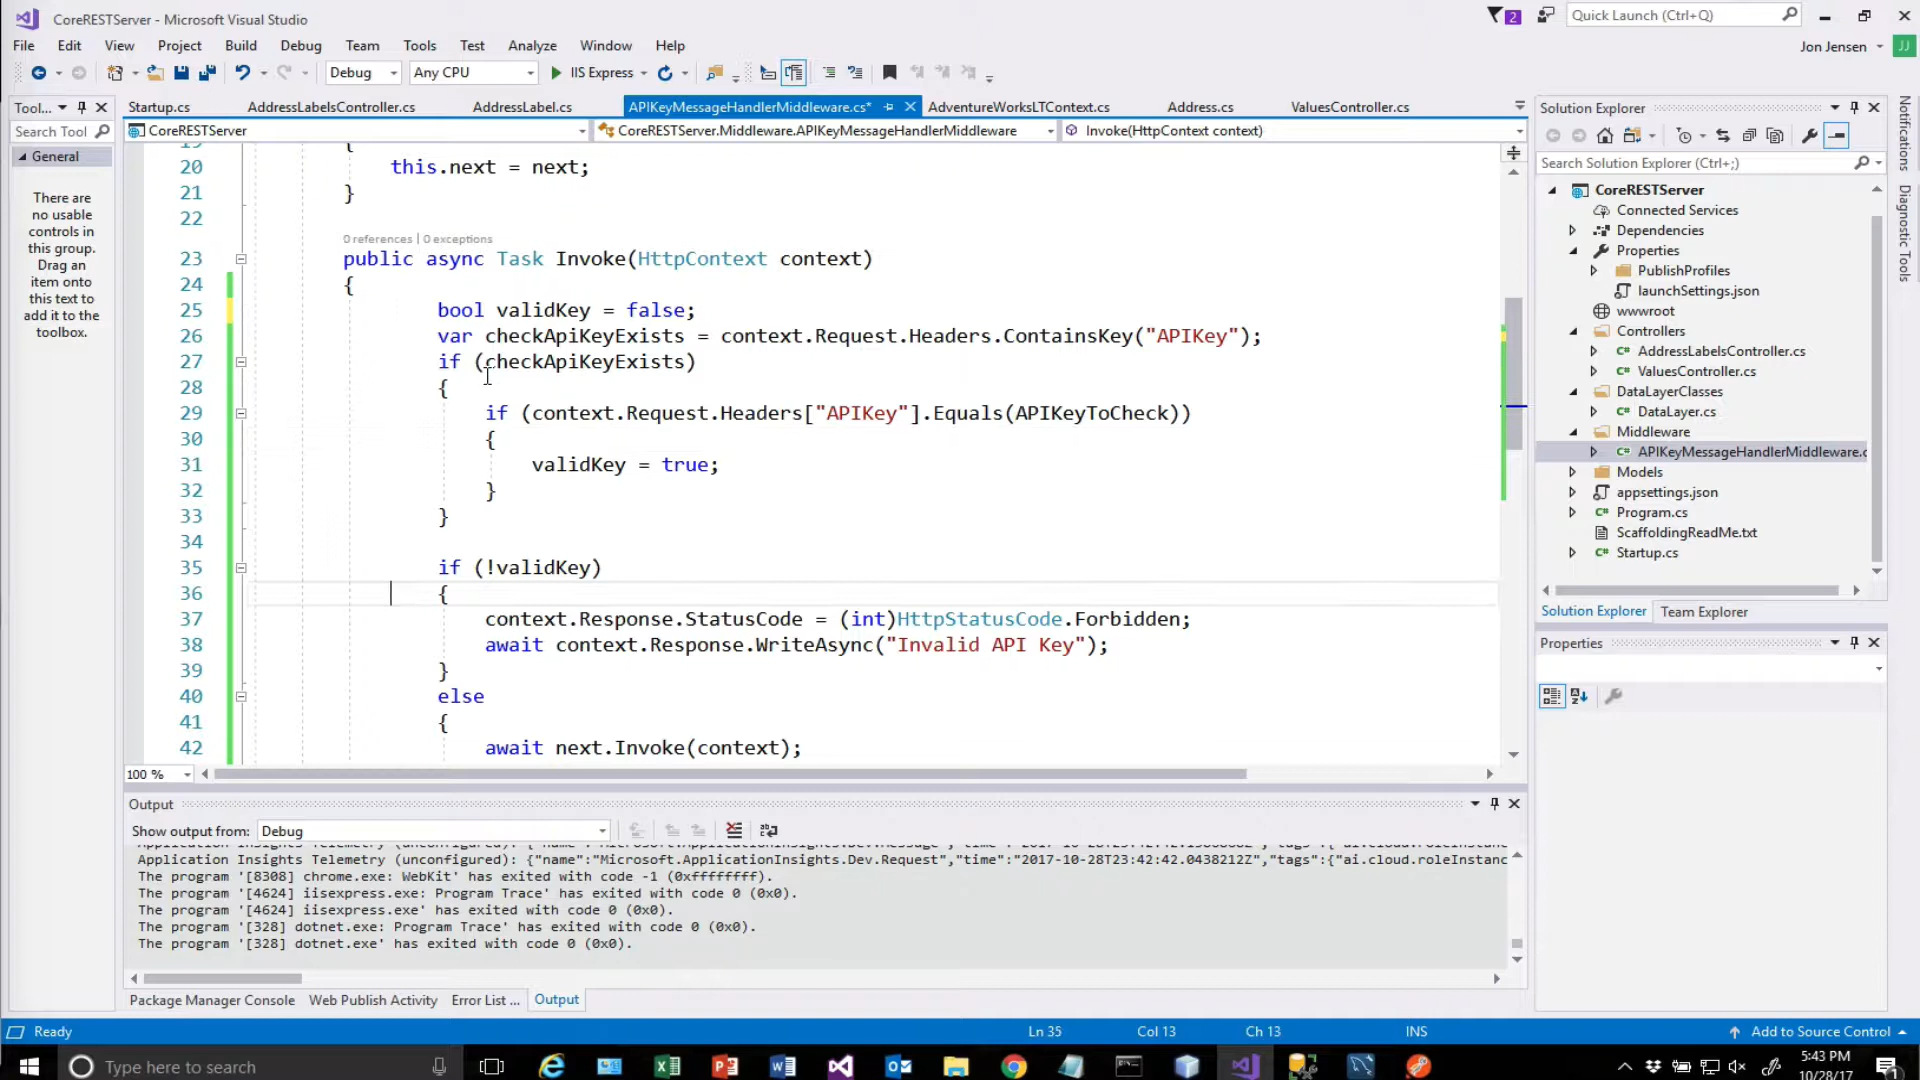 CoreRESTServer - Microsoft Visual Studio
2
Quick Launch (Ctrl+Q)
File Edit View Project Build Debug Team Tools Test Analyze Window Help
Jon Jensen
JJ
Debug
Any CPU
IIS Express
Tool...
Startup.cs
AddressLabelsController.cs
AddressLabel.cs
APIKeyMessageHandlerMiddleware.cs*
AdventureWorksLTContext.cs
Address.cs
ValuesController.cs
Solution Explorer
Search Tool
CoreRESTServer
CoreRESTServer.Middleware.APIKeyMessageHandlerMiddleware
Invoke(HttpContext context)
General
There are
no usable
controls in
this group.
Drag an
item onto
this text to
add it to the
toolbox.
19 {
20 this.next = next;
21 }
22
0 references | 0 exceptions
23 public async Task Invoke(HttpContext context)
24 {
25 bool validKey = false;
26 var checkApiKeyExists = context.Request.Headers.ContainsKey("APIKey");
27 if (checkApiKeyExists)
28 {
29 if (context.Request.Headers["APIKey"].Equals(APIKeyToCheck))
30 {
31 validKey = true;
32 }
33 }
34
35 if (!validKey)
36 {
37 context.Response.StatusCode = (int)HttpStatusCode.Forbidden;
38 await context.Response.WriteAsync("Invalid API Key");
39 }
40 else
41 {
42 await next.Invoke(context);
100 %
Search Solution Explorer (Ctrl+;)
CoreRESTServer
Connected Services
Dependencies
Properties
PublishProfiles
launchSettings.json
wwwroot
Controllers
AddressLabelsController.cs
ValuesController.cs
DataLayerClasses
DataLayer.cs
Middleware
APIKeyMessageHandlerMiddleware.c
Models
appsettings.json
Program.cs
ScaffoldingReadMe.txt
Startup.cs
Solution Explorer Team Explorer
Properties
Notifications
Diagnostic Tools
Output
Show output from: Debug
Application Insights Telemetry (unconfigured): {"name":"Microsoft.ApplicationInsights.Dev.Request","time":"2017-10-28T23:42:42.0438212Z","tags":{"ai.cloud.roleInstanc
The program '[8308] chrome.exe: WebKit' has exited with code -1 (0xffffffff).
The program '[4624] iisexpress.exe: Program Trace' has exited with code 0 (0x0).
The program '[4624] iisexpress.exe' has exited with code 0 (0x0).
The program '[328] dotnet.exe: Program Trace' has exited with code 0 (0x0).
The program '[328] dotnet.exe' has exited with code 0 (0x0).
Package Manager Console Web Publish Activity Error List ... Output
Ready
Ln 35
Col 13
Ch 13
INS
Add to Source Control
Type here to search
5:43 PM
10/28/17